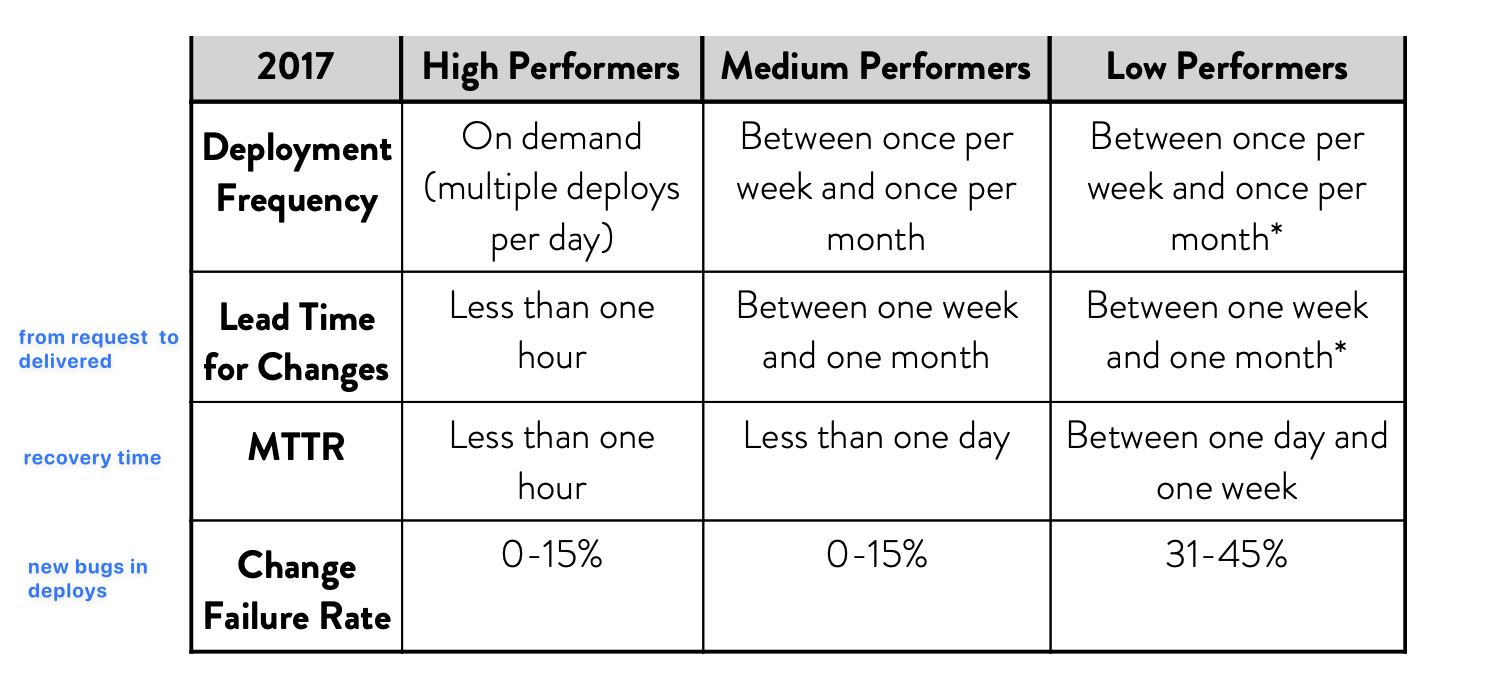 2017
High Performers
Medium Performers
Low Performers
Deployment
Frequency
On demand
(multiple deploys
per day)
Between once per
week and once per
month
Between once per
week and once per
month*
from request to
delivered
Lead Time
for Changes
Less than one
hour
Between one week
and one month
Between one week
and one month*
recovery time
MTTR
Less than one
hour
Less than one day
Between one day and
one week
new bugs in
deploys
Change
Failure Rate
0-15%
0-15%
31-45%